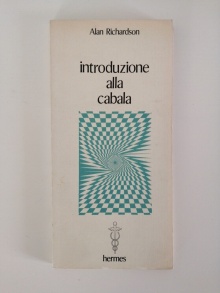 Alan Richardson
introduzione
alla
cabala
hermes